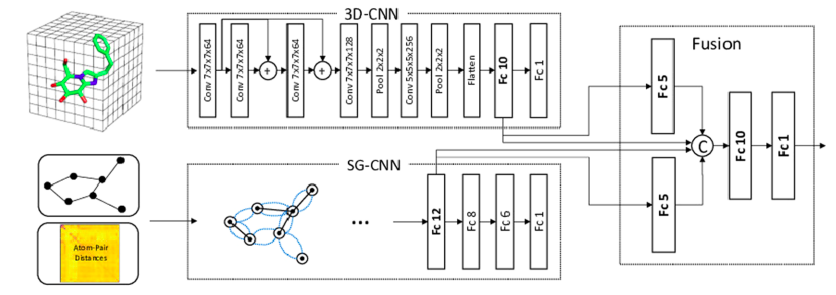 3D-CNN
Conv 7x7x7x64
Conv 7x7x7x64
+
Conv 7x7x7x64
+
Conv 7x7x7x128
Pool 2x2x2
Conv 5x5x5x256
Pool 2x2x2
Flatten
Fc 10
Fc 1
SG-CNN
...
Fc 12
Fc 8
Fc 6
Fc 1
Atom-Pair
Distances
Fusion
Fc 5
Fc 5
C
Fc 10
Fc 1